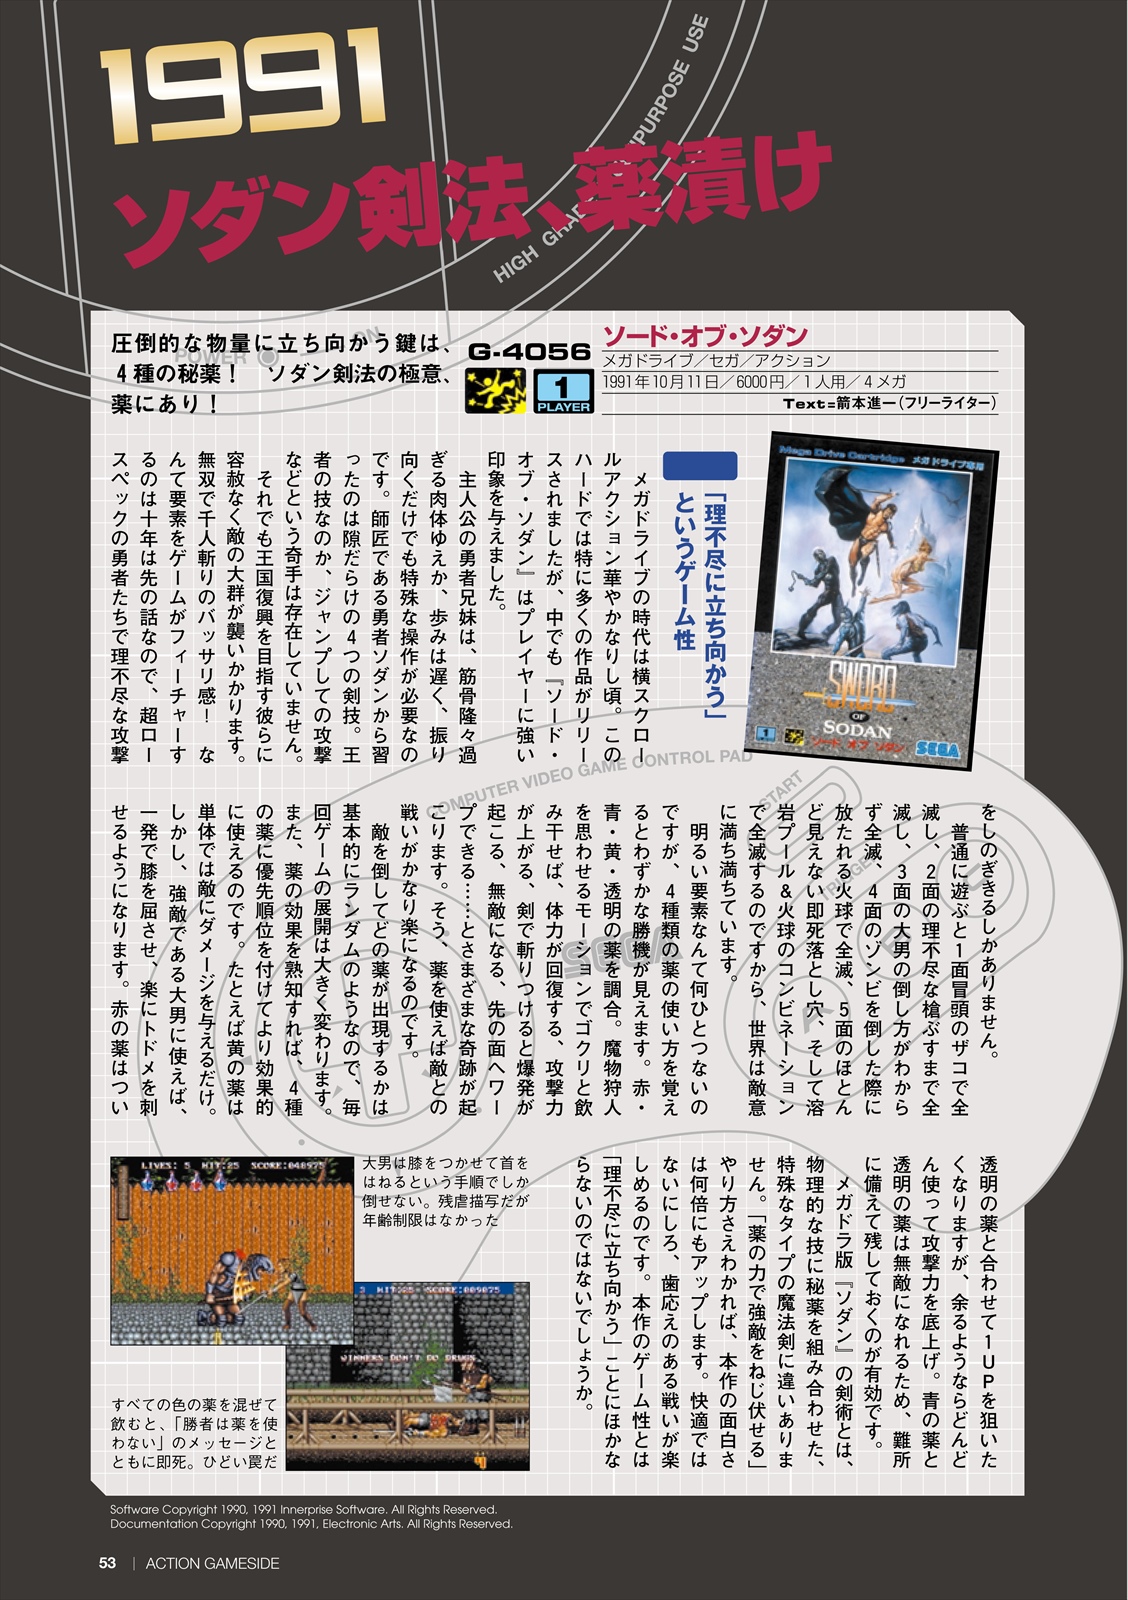 1991
ソダン剣法、薬漬け
HIGH GRADE MULTIPURPOSE USE
圧倒的な物量に立ち向かう鍵は、
4種の秘薬！　ソダン剣法の極意、
薬にあり！
POWER
ON
G-4056
1
PLAYER
ソード・オブ・ソダン
メガドライブ／セガ／アクション
1991年10月11日／6000円／1人用／4メガ
Text=箭本進一（フリーライター）
Mega Drive Cartridge メガドライブ専用
SWORD
OF
SODAN
ソード オブ ソダン
SEGA
「理不尽に立ち向かう」
というゲーム性
メガドライブの時代は横スクロー
ルアクション華やかなりし頃。この
ハードでは特に多くの作品がリリー
スされましたが、中でも『ソード・
オブ・ソダン』はプレイヤーに強い
印象を与えました。
主人公の勇者兄妹は、筋骨隆々過
ぎる肉体ゆえか、歩みは遅く、振り
向くだけでも特殊な操作が必要なの
です。師匠である勇者ソダンから習
ったのは隙だらけの4つの剣技。王
者の技なのか、ジャンプしての攻撃
などという奇手は存在していません。
それでも王国復興を目指す彼らに
容赦なく敵の大群が襲いかかります。
無双で千人斬りのバッサリ感！　な
んて要素をゲームがフィーチャーす
るのは十年は先の話なので、超ロー
スペックの勇者たちで理不尽な攻撃
をしのぎきるしかありません。
普通に遊ぶと1面冒頭のザコで全
滅し、2面の理不尽な槍ぶすまで全
滅し、3面の大男の倒し方がわから
ず全滅、4面のゾンビを倒した際に
放たれる火球で全滅、5面のほとん
ど見えない即死落とし穴、そして溶
岩プール＆火球のコンビネーション
で全滅するのですから、世界は敵意
に満ち満ちています。
明るい要素なんて何ひとつないの
ですが、4種類の薬の使い方を覚え
るとわずかな勝機が見えます。赤・
青・黄・透明の薬を調合。魔物狩人
を思わせるモーションでゴクリと飲
み干せば、体力が回復する、攻撃力
が上がる、剣で斬りつけると爆発が
起こる、無敵になる、先の面へワー
プできる……とさまざまな奇跡が起
こります。そう、薬を使えば敵との
戦いがかなり楽になるのです。
敵を倒してどの薬が出現するかは
基本的にランダムのようなので、毎
回ゲームの展開は大きく変わります。
また、薬の効果を熟知すれば、4種
の薬に優先順位を付けてより効果的
に使えるのです。たとえば黄の薬は
単体では敵にダメージを与えるだけ。
しかし、強敵である大男に使えば、
一発で膝を屈させ、楽にトドメを刺
せるようになります。赤の薬はつい
透明の薬と合わせて1UPを狙いた
くなりますが、余るようならどんど
ん使って攻撃力を底上げ。青の薬と
透明の薬は無敵になれるため、難所
に備えて残しておくのが有効です。
メガドラ版『ソダン』の剣術とは、
物理的な技に秘薬を組み合わせた、
特殊なタイプの魔法剣に違いありま
せん。「薬の力で強敵をねじ伏せる」
やり方さえわかれば、本作の面白さ
は何倍にもアップします。快適では
ないにしろ、歯応えのある戦いが楽
しめるのです。本作のゲーム性とは
「理不尽に立ち向かう」ことにほかな
らないのではないでしょうか。
COMPUTER VIDEO GAME CONTROL PAD
START
TRIGGER
A
B
SEGA
LIVES: 5 HIT:25 SCORE:048975
大男は膝をつかせて首を
はねるという手順でしか
倒せない。残虐描写だが
年齢制限はなかった
3 HIT:25 SCORE:009075
WINNERS DON'T DO DRUGS
すべての色の薬を混ぜて
飲むと、「勝者は薬を使
わない」のメッセージと
ともに即死。ひどい罠だ
Software Copyright 1990, 1991 Innerprise Software. All Rights Reserved.
Documentation Copyright 1990, 1991, Electronic Arts. All Rights Reserved.
53 | ACTION GAMESIDE